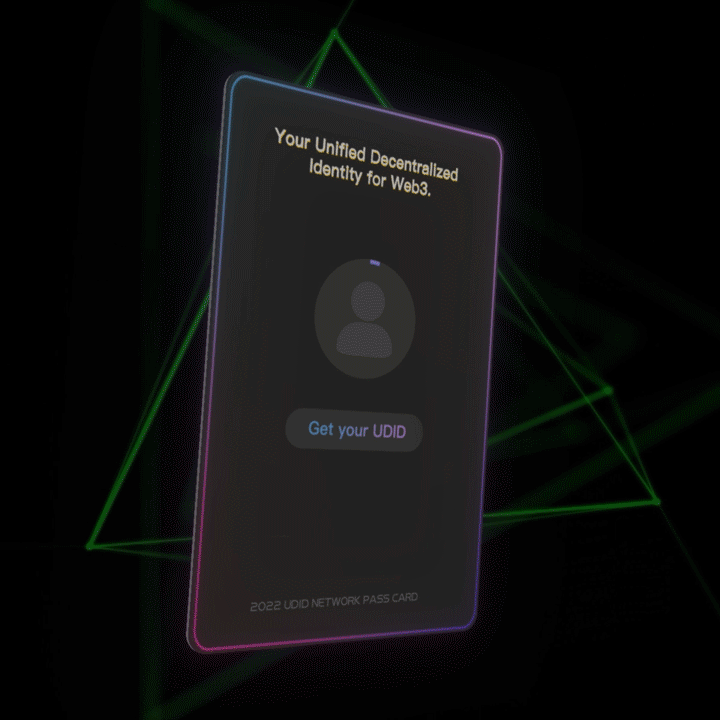 Your Unified Decentralized
Identity for Web3.
Get your UDID
2022 UDID NETWORK PASS CARD